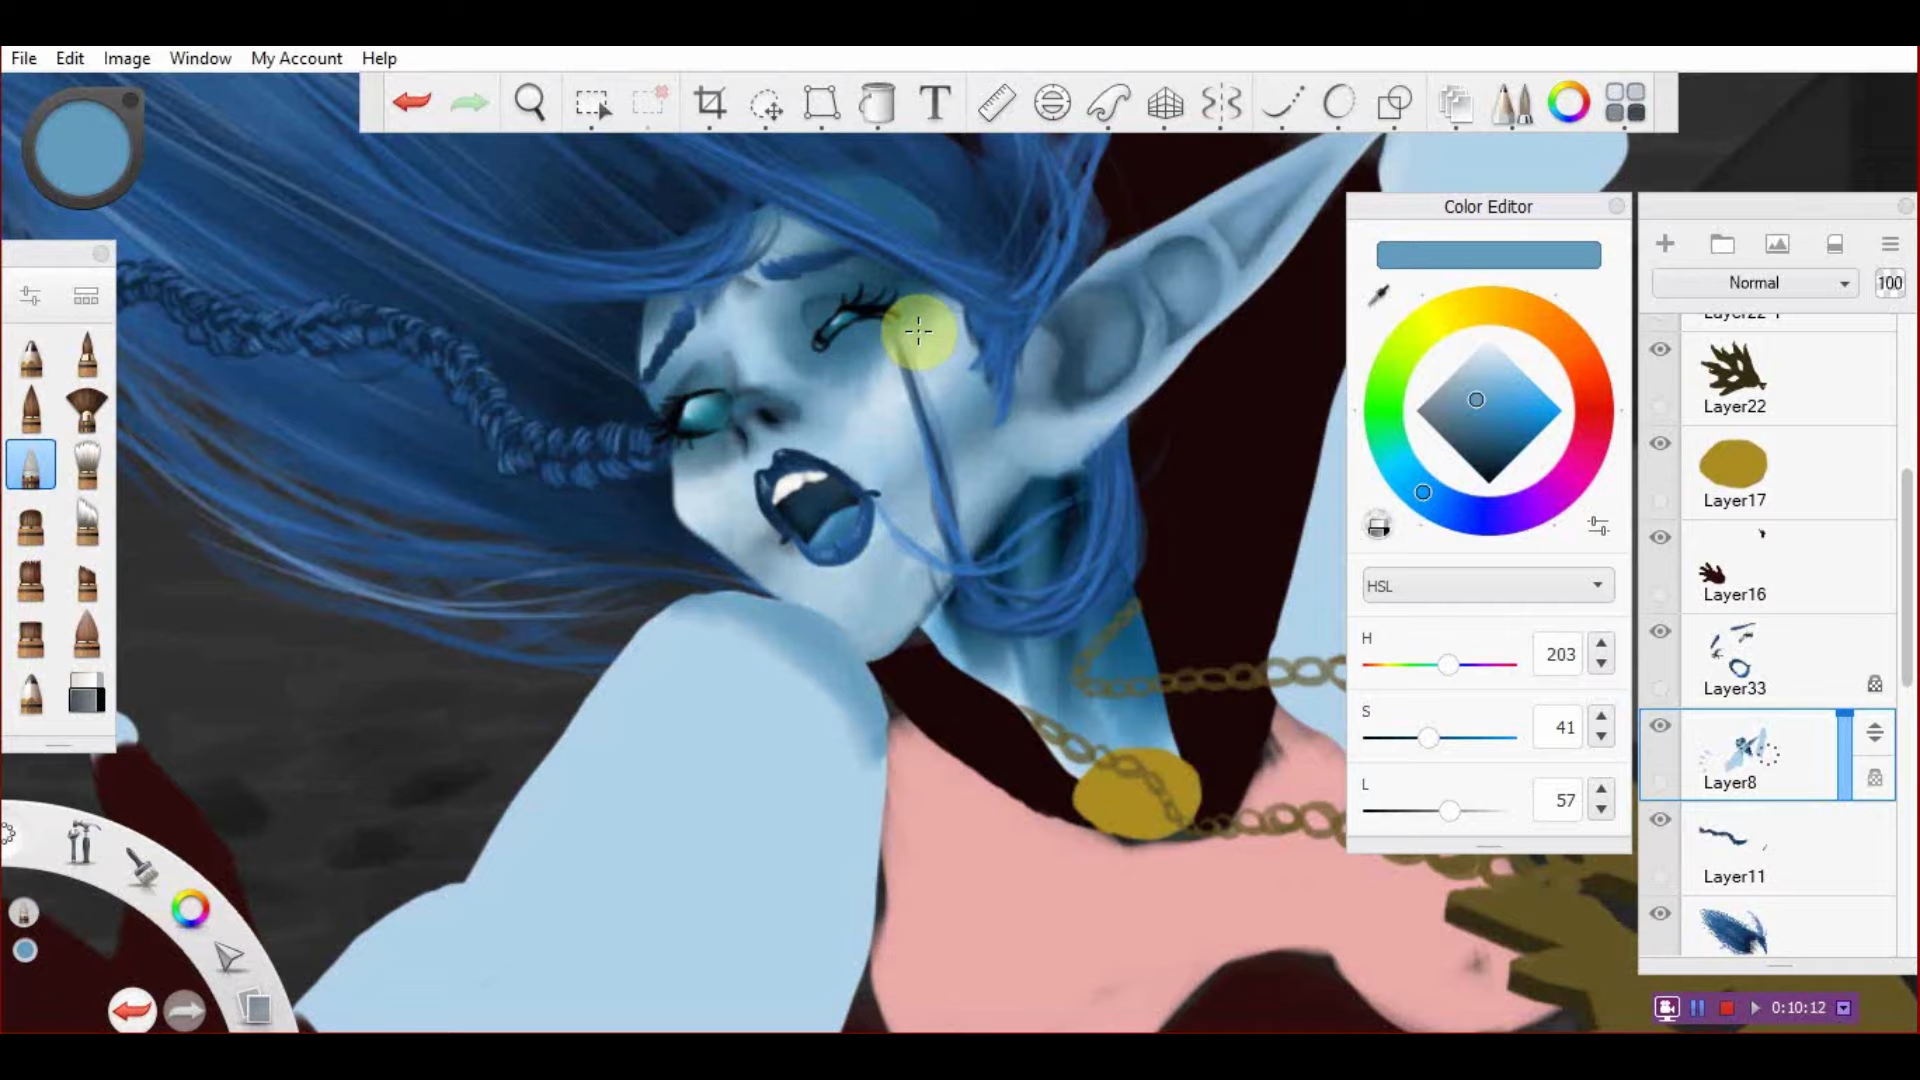 File Edit Image Window My Account Help
T
Color Editor
Normal 100
Layer22
Layer17
HSL
Layer16
H 203
Layer33
S 41
Layer8
L 57
Layer11
0:10:12